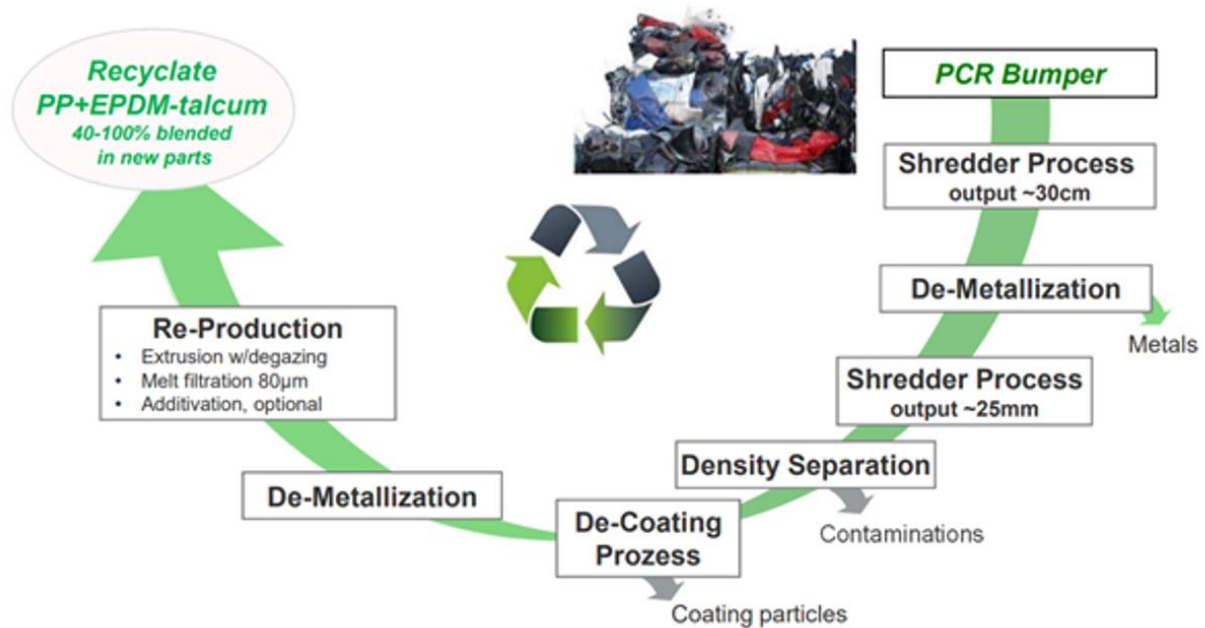 PCR Bumper
Shredder Process
output ~30cm
De-Metallization
Metals
Shredder Process
output ~25mm
Density Separation
Contaminations
De-Coating
Prozess
Coating particles
De-Metallization
Re-Production
• Extrusion w/degazing
• Melt filtration 80µm
• Additivation, optional
Recyclate
PP+EPDM-talcum
40-100% blended
in new parts